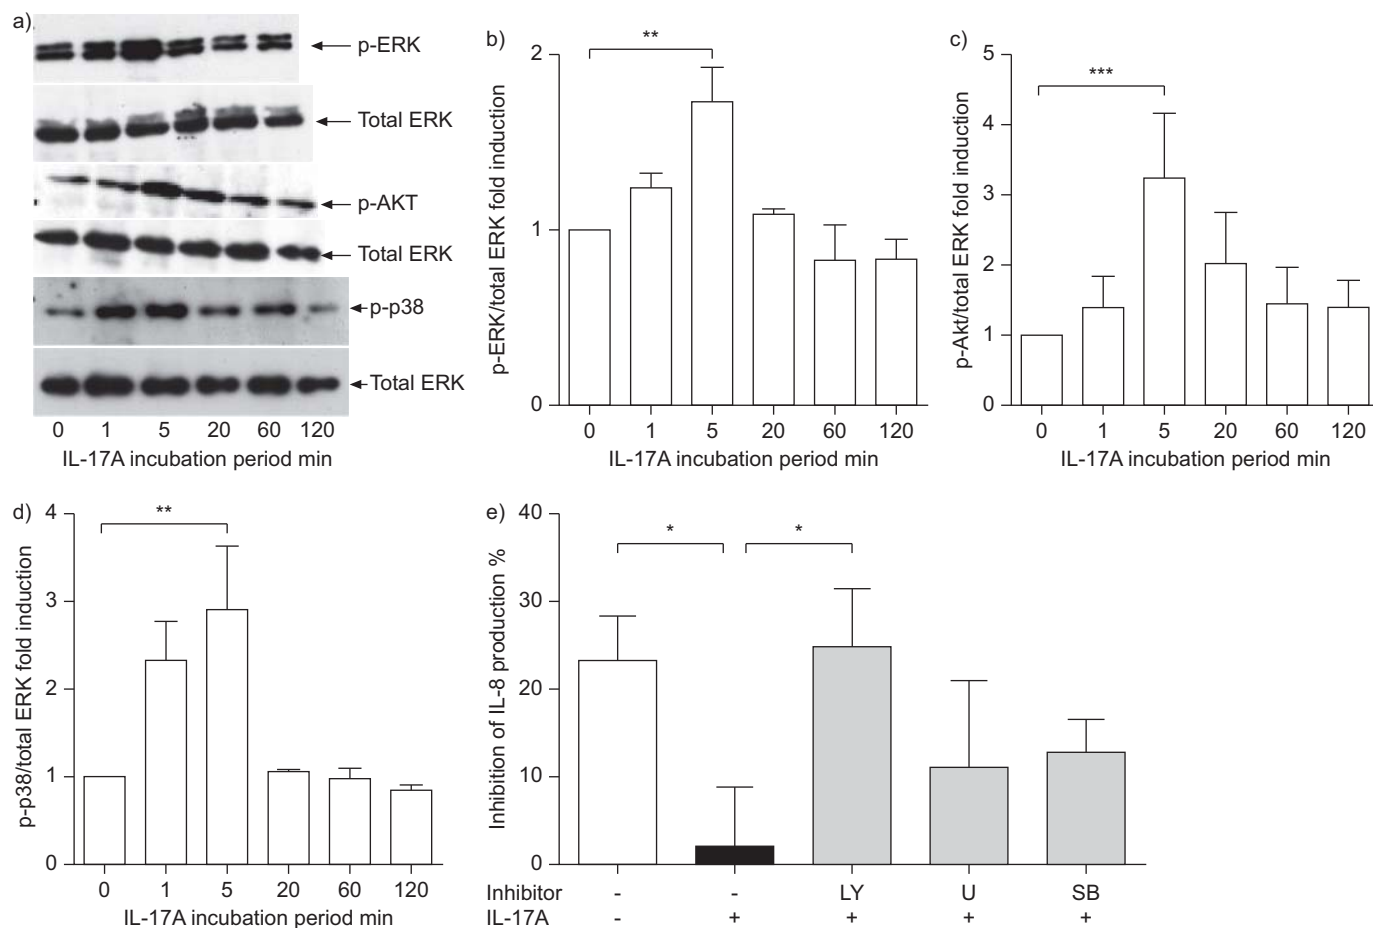 a)
p-ERK
Total ERK
p-AKT
Total ERK
p-p38
Total ERK
0 1 5 20 60 120
IL-17A incubation period min
b)
**
2
1
0
p-ERK/total ERK fold induction
0 1 5 20 60 120
IL-17A incubation period min
c)
***
5
4
3
2
1
0
p-Akt/total ERK fold induction
0 1 5 20 60 120
IL-17A incubation period min
d)
**
4
3
2
1
0
p-p38/total ERK fold induction
0 1 5 20 60 120
IL-17A incubation period min
e)
* *
40
30
20
10
0
Inhibition of IL-8 production %
Inhibitor - - LY U SB
IL-17A - + + + +